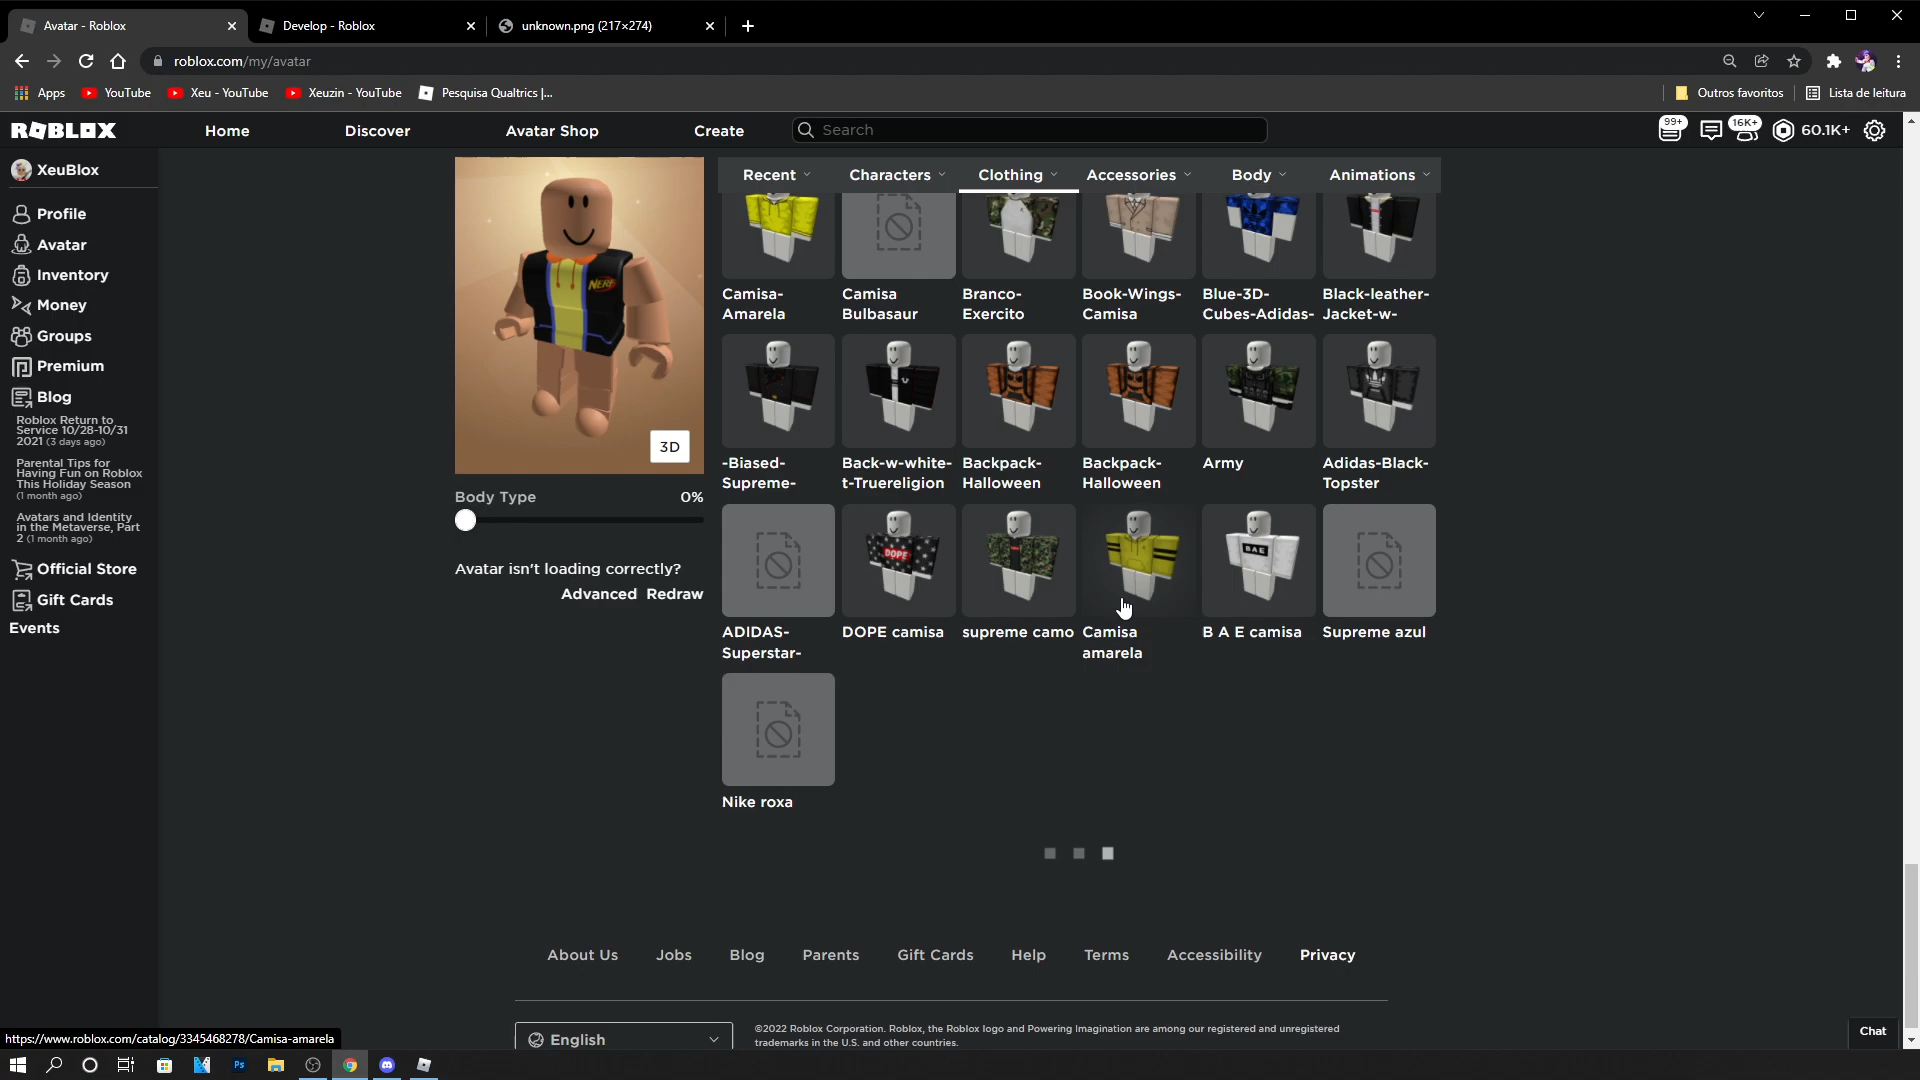 Avatar - Roblox
Develop - Roblox
unknown.png (217×274)
roblox.com/my/avatar
Apps
YouTube
Xeu - YouTube
Xeuzin - YouTube
Pesquisa Qualtrics |...
Outros favoritos
Lista de leitura
ROBLOX
Home
Discover
Avatar Shop
Create
Search
99+
16K+
60.1K+
XeuBlox
Profile
Avatar
Inventory
Money
Groups
Premium
Blog
Roblox Return to
Service 10/28-10/31
2021 (3 days ago)
Parental Tips for
Having Fun on Roblox
This Holiday Season
(1 month ago)
Avatars and Identity
in the Metaverse, Part
2 (1 month ago)
Official Store
Gift Cards
Events
NERF
3D
Body Type
0%
Avatar isn't loading correctly?
Advanced Redraw
Recent
Characters
Clothing
Accessories
Body
Animations
Camisa-
Amarela
Camisa
Bulbasaur
Branco-
Exercito
Book-Wings-
Camisa
Blue-3D-
Cubes-Adidas-
Black-leather-
Jacket-w-
-Biased-
Supreme-
Back-w-white-
t-Truereligion
Backpack-
Halloween
Backpack-
Halloween
Army
Adidas-Black-
Topster
ADIDAS-
Superstar-
DOPE
DOPE camisa
supreme camo
Camisa
amarela
BAE
B A E camisa
Supreme azul
Nike roxa
About Us
Jobs
Blog
Parents
Gift Cards
Help
Terms
Accessibility
Privacy
English
©2022 Roblox Corporation. Roblox, the Roblox logo and Powering Imagination are among our registered and unregistered
trademarks in the U.S. and other countries.
Chat
https://www.roblox.com/catalog/3345468278/Camisa-amarela
Ps